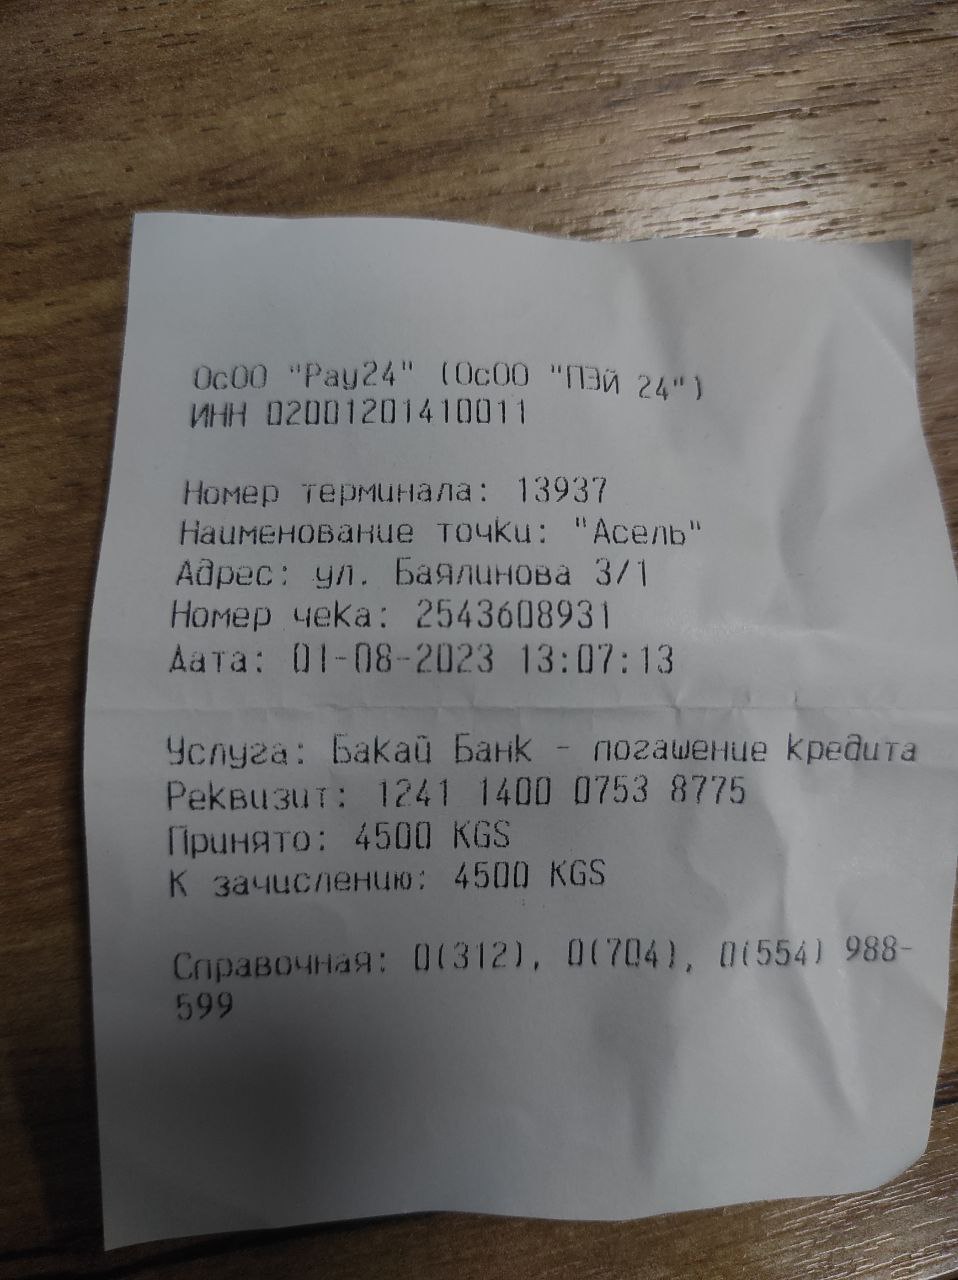 ОсОО "Pay24" (ОсОО "ПЭЙ 24")
ИНН 02001201410011
Номер терминала: 13937
Наименование точки: "Асель"
Адрес: ул. Баялинова 3/1
Номер чека: 2543608931
Дата: 01-08-2023 13:07:13
Услуга: Бакай Банк - погашение кредита
Реквизит: 1241 1400 0753 8775
Принято: 4500 KGS
К зачислению: 4500 KGS
Справочная: 0(312), 0(704), 0(554) 988-
599